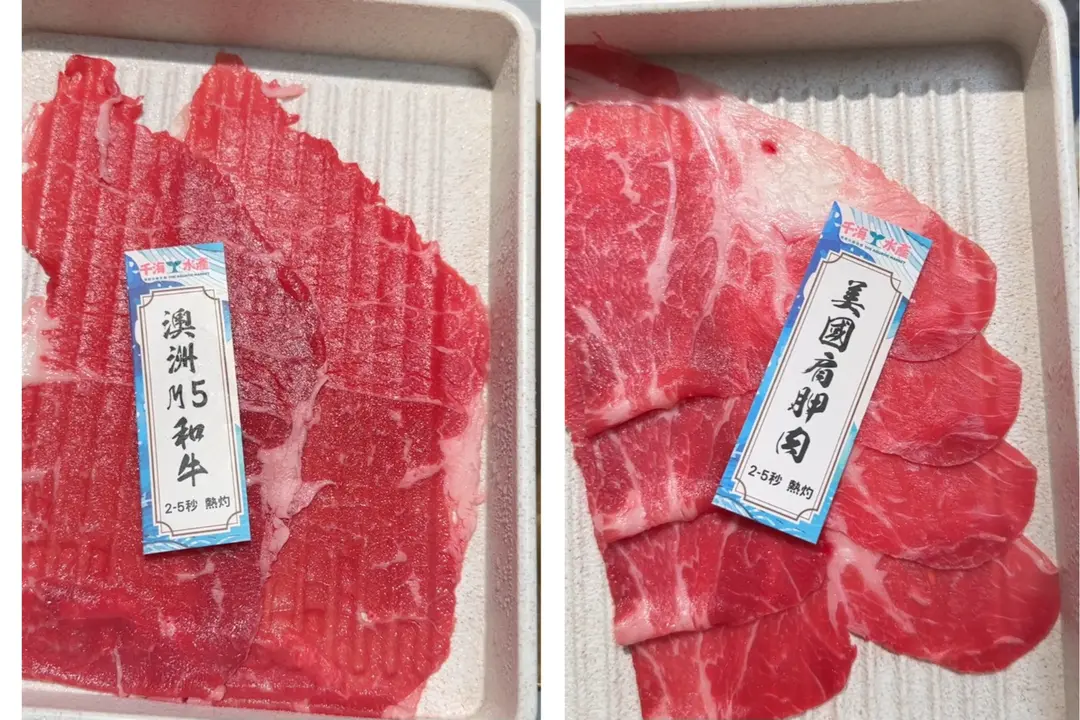 千海水產
澳洲M5和牛
2-5秒 熱灼
千海水產
美國肩胛肉
2-5秒 熱灼